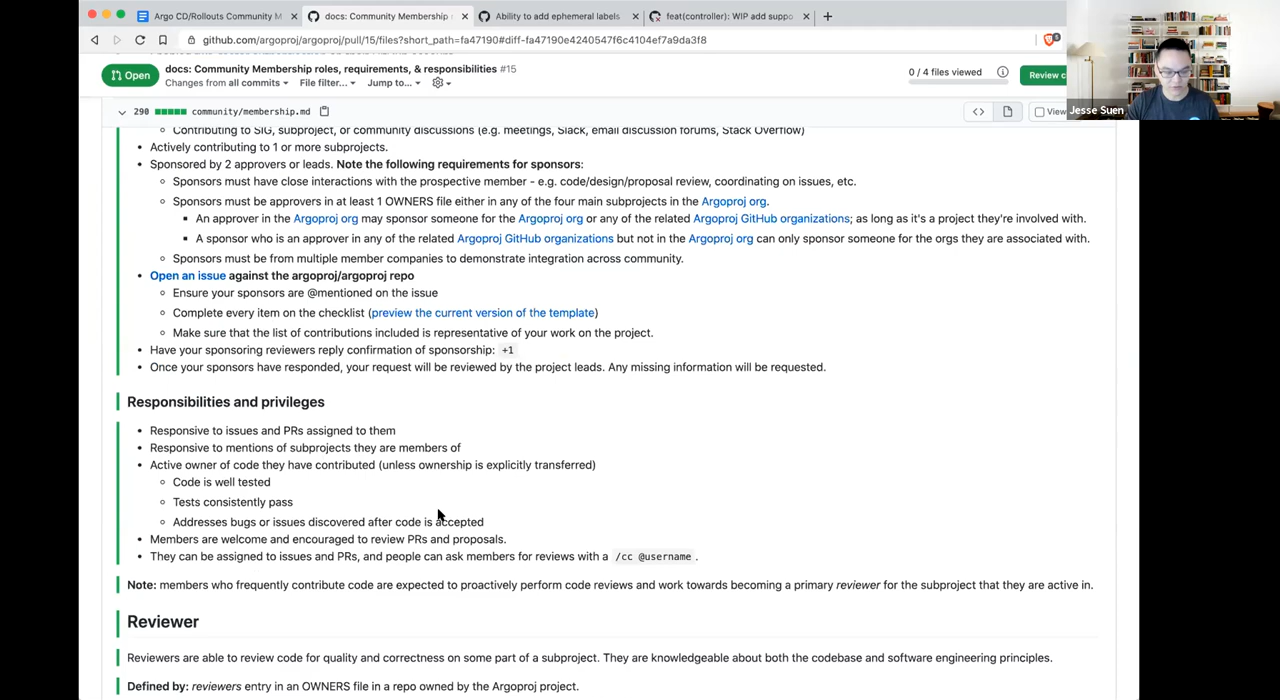 Argo CD/Rollouts Community M
docs: Community Membership
Ability to add ephemeral labels
feat(controller): WIP add suppo
github.com/argoproj/argoproj/pull/15/files?short_path=fa47190#diff-fa47190e4240547f6c4104ef7a9da3f8
Open
docs: Community Membership roles, requirements, & responsibilities #15
Changes from all commits
File filter...
Jump to...
0 / 4 files viewed
Review c
290
community/membership.md
View
Jesse Suen
Contributing to SIG, subproject, or community discussions (e.g. meetings, Slack, email discussion forums, Stack Overflow)
• Actively contributing to 1 or more subprojects.
• Sponsored by 2 approvers or leads. Note the following requirements for sponsors:
◦ Sponsors must have close interactions with the prospective member - e.g. code/design/proposal review, coordinating on issues, etc.
◦ Sponsors must be approvers in at least 1 OWNERS file either in any of the four main subprojects in the Argoproj org.
▪ An approver in the Argoproj org may sponsor someone for the Argoproj org or any of the related Argoproj GitHub organizations; as long as it's a project they're involved with.
▪ A sponsor who is an approver in any of the related Argoproj GitHub organizations but not in the Argoproj org can only sponsor someone for the orgs they are associated with.
◦ Sponsors must be from multiple member companies to demonstrate integration across community.
• Open an issue against the argoproj/argoproj repo
◦ Ensure your sponsors are @mentioned on the issue
◦ Complete every item on the checklist (preview the current version of the template)
◦ Make sure that the list of contributions included is representative of your work on the project.
• Have your sponsoring reviewers reply confirmation of sponsorship: +1
• Once your sponsors have responded, your request will be reviewed by the project leads. Any missing information will be requested.
Responsibilities and privileges
• Responsive to issues and PRs assigned to them
• Responsive to mentions of subprojects they are members of
• Active owner of code they have contributed (unless ownership is explicitly transferred)
◦ Code is well tested
◦ Tests consistently pass
◦ Addresses bugs or issues discovered after code is accepted
• Members are welcome and encouraged to review PRs and proposals.
• They can be assigned to issues and PRs, and people can ask members for reviews with a /cc @username.
Note: members who frequently contribute code are expected to proactively perform code reviews and work towards becoming a primary reviewer for the subproject that they are active in.
Reviewer
Reviewers are able to review code for quality and correctness on some part of a subproject. They are knowledgeable about both the codebase and software engineering principles.
Defined by: reviewers entry in an OWNERS file in a repo owned by the Argoproj project.